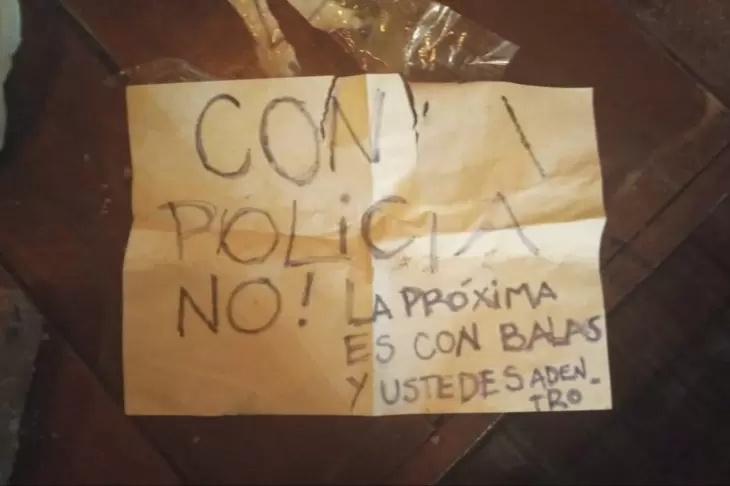 CON
POLICIA
NO! LA PRÓXIMA
ES CON BALAS
Y USTEDES ADEN-
TRO